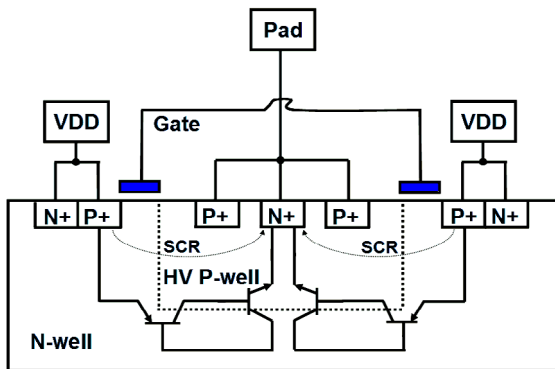 Pad
VDD
Gate
VDD
N+ P+
P+
N+
P+
P+ N+
SCR
SCR
HV P-well
N-well